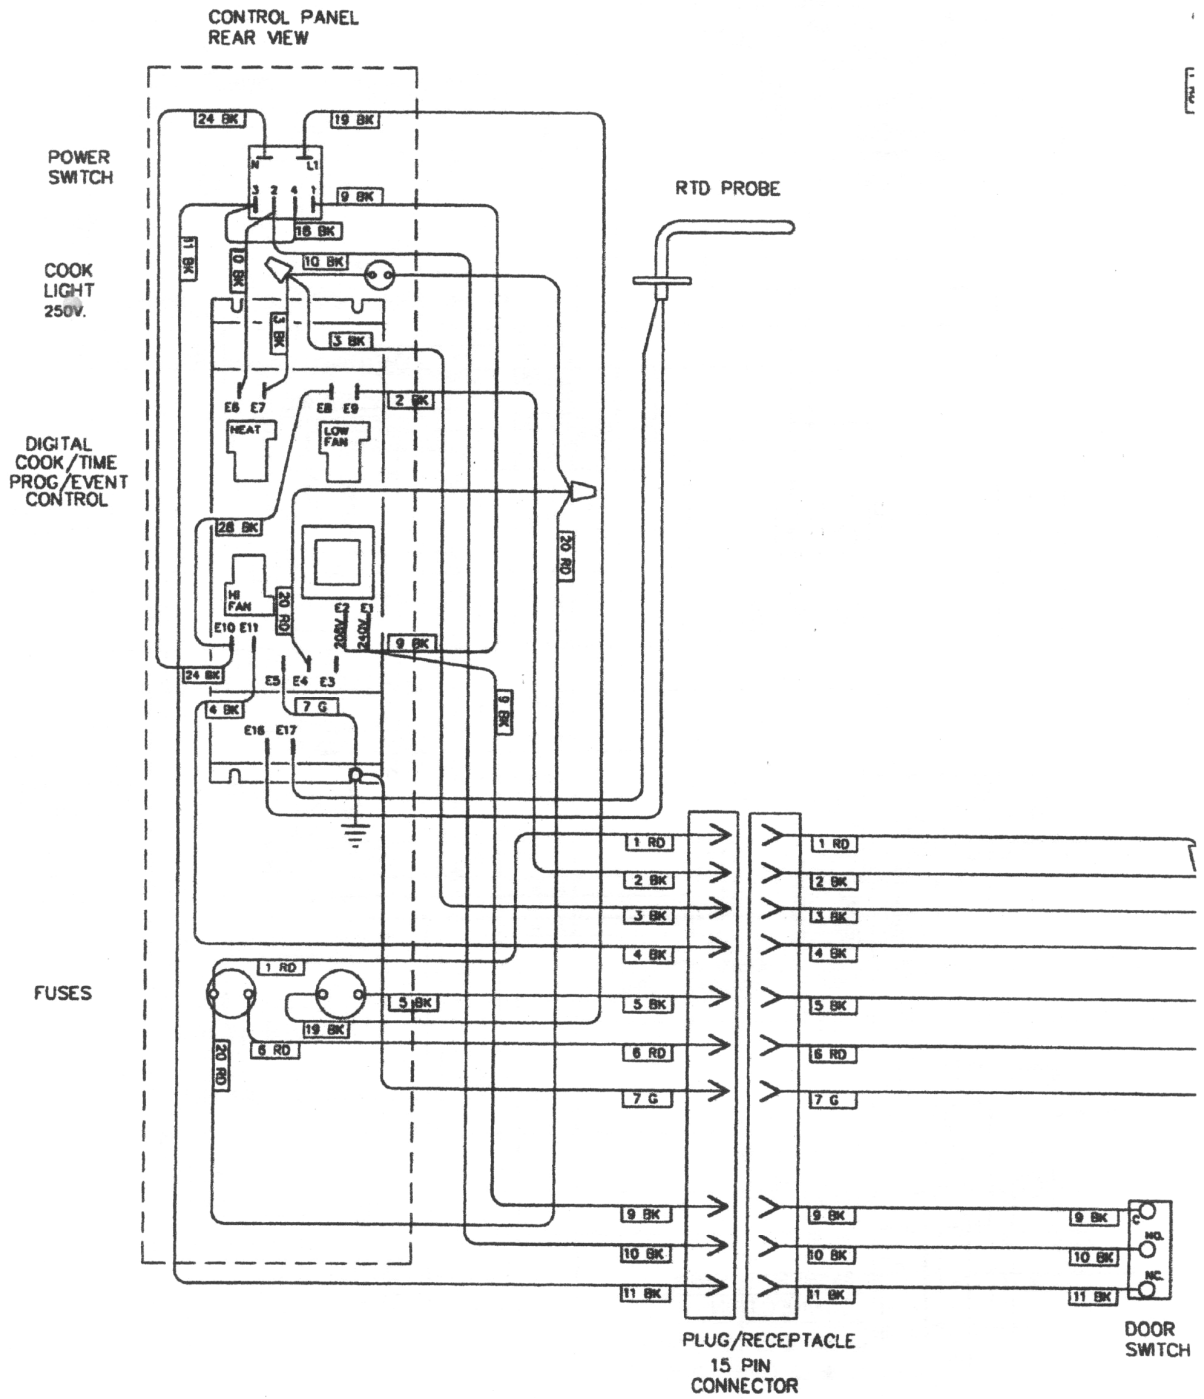 CONTROL PANEL
REAR VIEW
24 BK
19 BK
POWER
SWITCH
N
L1
3 2 4 1
9 BK
18 BK
RTD PROBE
11 BK
10 BK
10 BK
COOK
LIGHT
250V.
3 BK
3 BK
E6 E7
E8 E9
2 BK
HEAT
LOW
FAN
DIGITAL
COOK/TIME
PROG/EVENT
CONTROL
28 BK
20 RD
HI
FAN
20 RD
E2 E1
208V
240V
E10 E11
9 BK
24 BK
E5 E4 E3
4 BK
7 G
9 BK
E16 E17
1 RD
1 RD
2 BK
2 BK
3 BK
3 BK
4 BK
4 BK
1 RD
FUSES
5 BK
5 BK
5 BK
19 BK
6 RD
6 RD
6 RD
20 RD
7 G
7 G
9 BK
9 BK
9 BK
C
NO.
10 BK
10 BK
10 BK
NC.
11 BK
11 BK
11 BK
DOOR
SWITCH
PLUG/RECEPTACLE
15 PIN
CONNECTOR